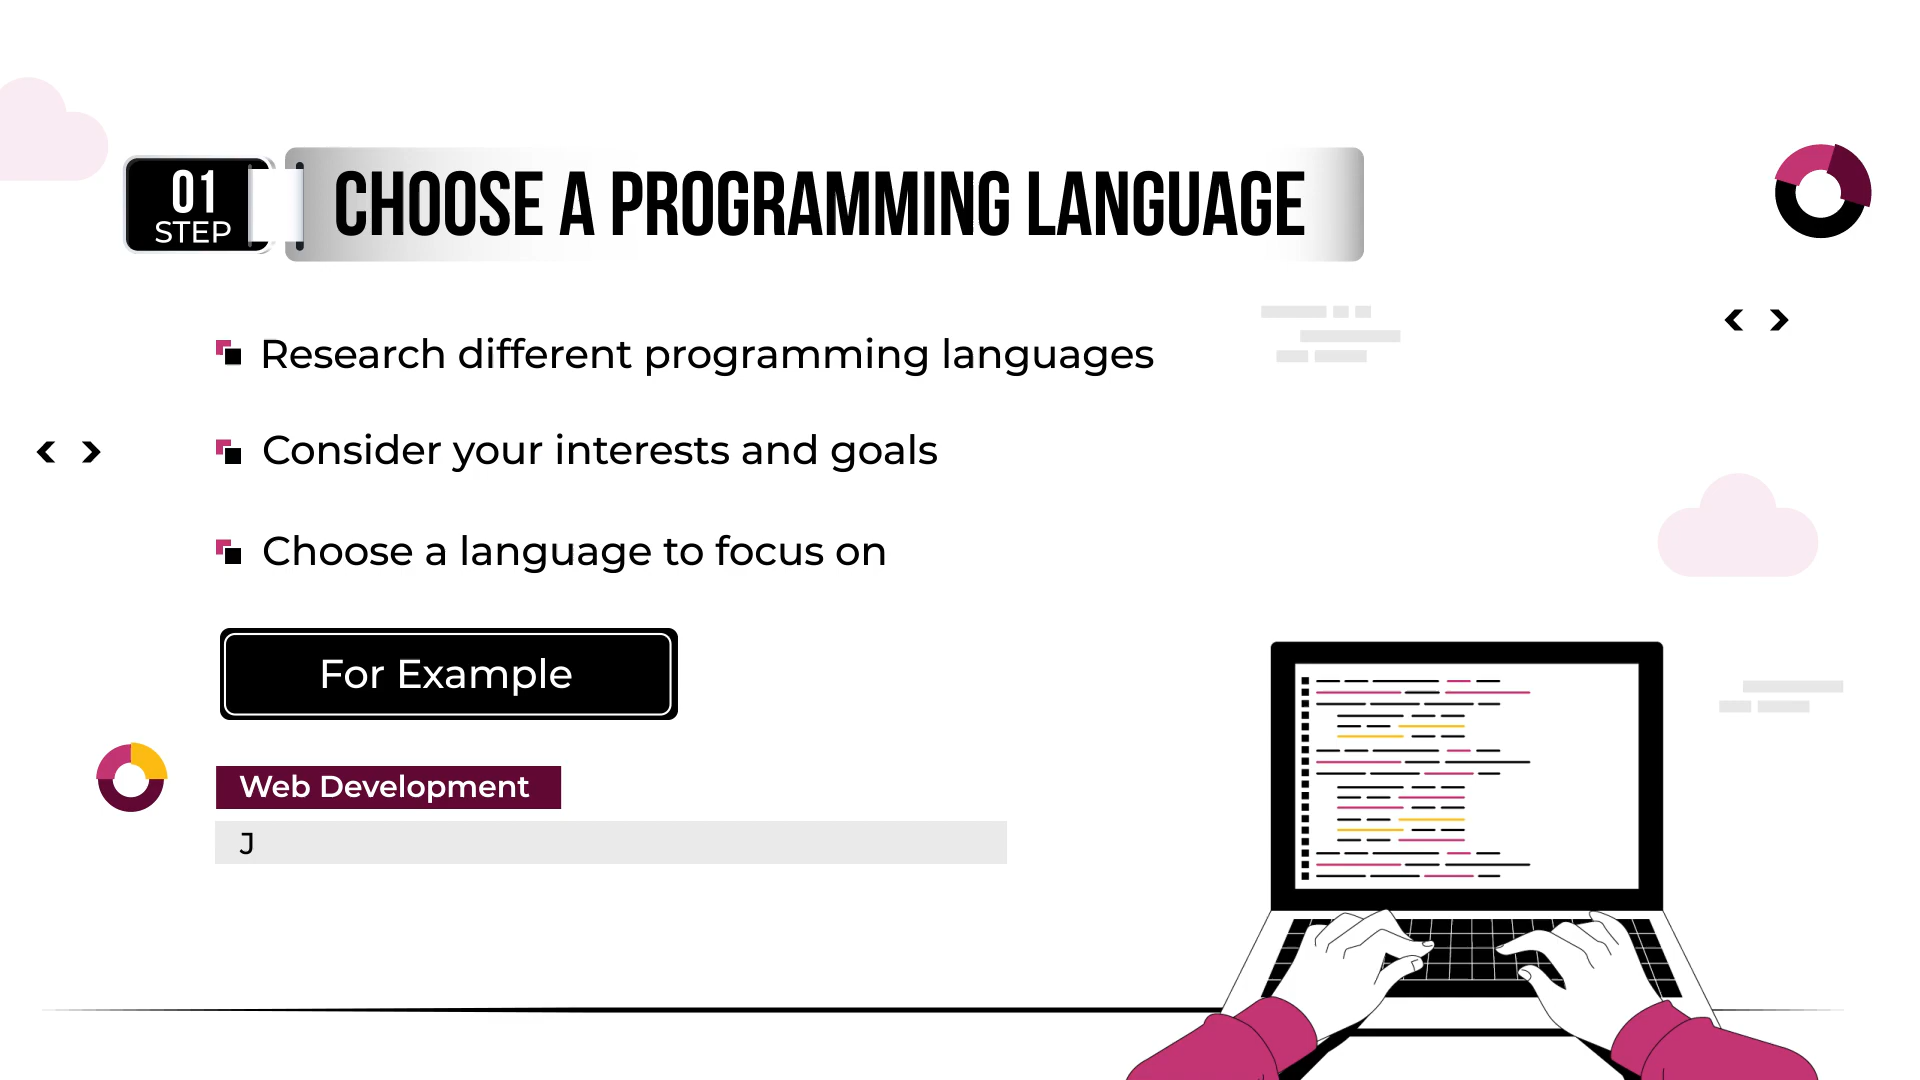 01
STEP
CHOOSE A PROGRAMMING LANGUAGE
Research different programming languages
Consider your interests and goals
Choose a language to focus on
For Example
Web Development
J